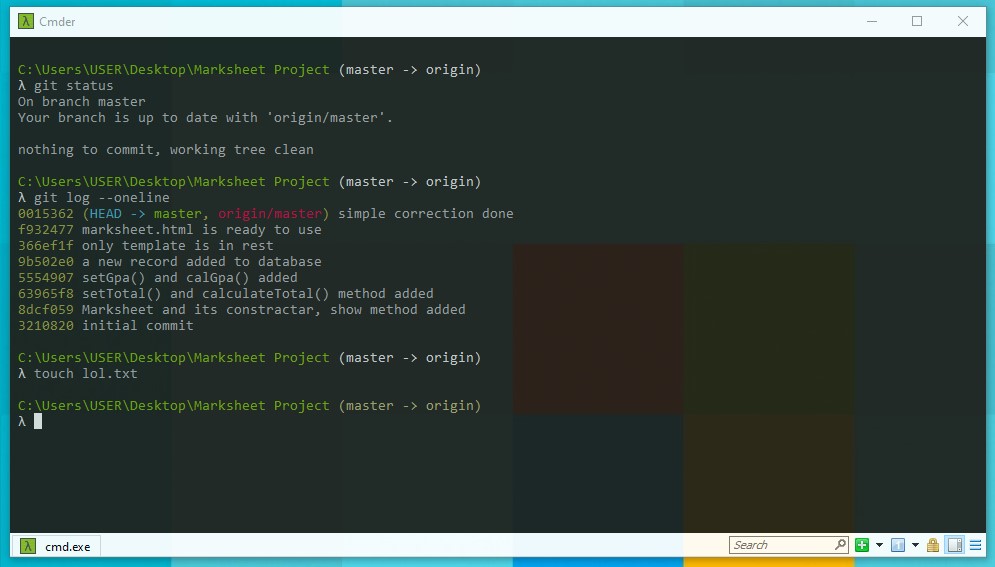 λ Cmder
C:\Users\USER\Desktop\Marksheet Project (master -> origin)
λ git status
On branch master
Your branch is up to date with 'origin/master'.
nothing to commit, working tree clean
C:\Users\USER\Desktop\Marksheet Project (master -> origin)
λ git log --oneline
0015362 (HEAD -> master, origin/master) simple correction done
f932477 marksheet.html is ready to use
366ef1f only template is in rest
9b502e0 a new record added to database
5554907 setGpa() and calGpa() added
63965f8 setTotal() and calculateTotal() method added
8dcf059 Marksheet and its constractar, show method added
3210820 initial commit
C:\Users\USER\Desktop\Marksheet Project (master -> origin)
λ touch lol.txt
C:\Users\USER\Desktop\Marksheet Project (master -> origin)
λ
λ cmd.exe Search